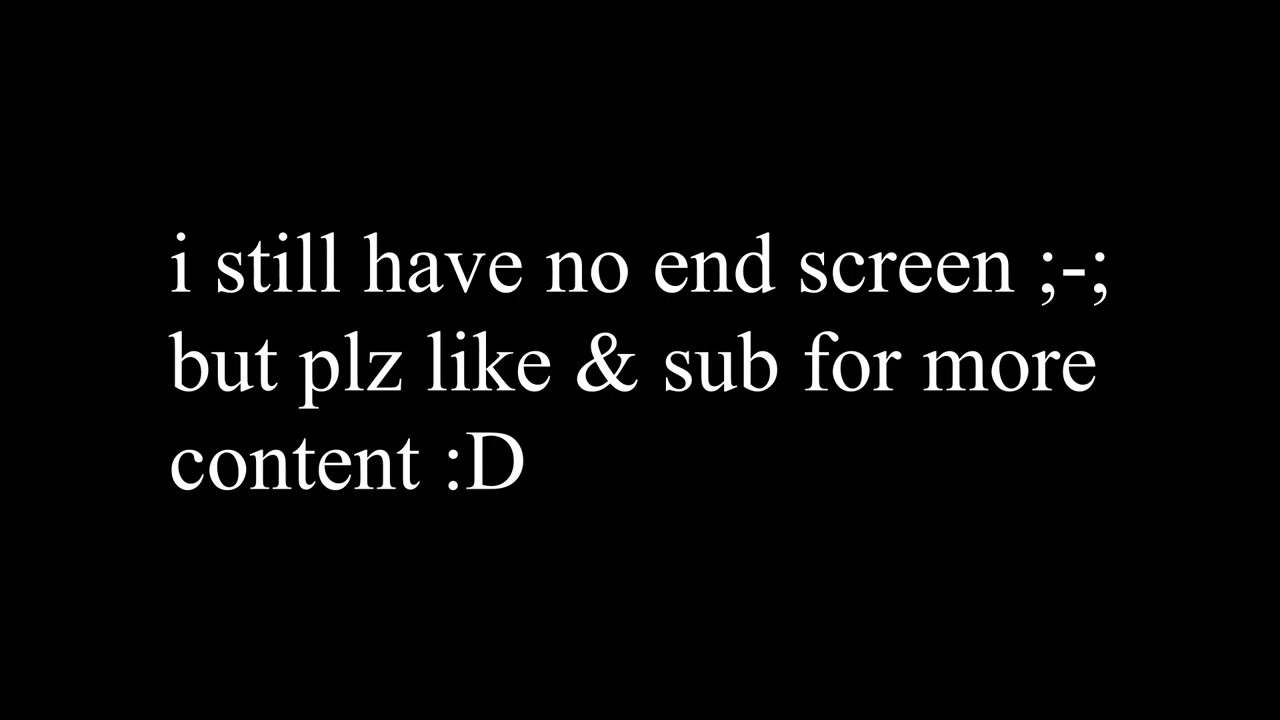 i still have no end screen ;-;
but plz like & sub for more
content :D